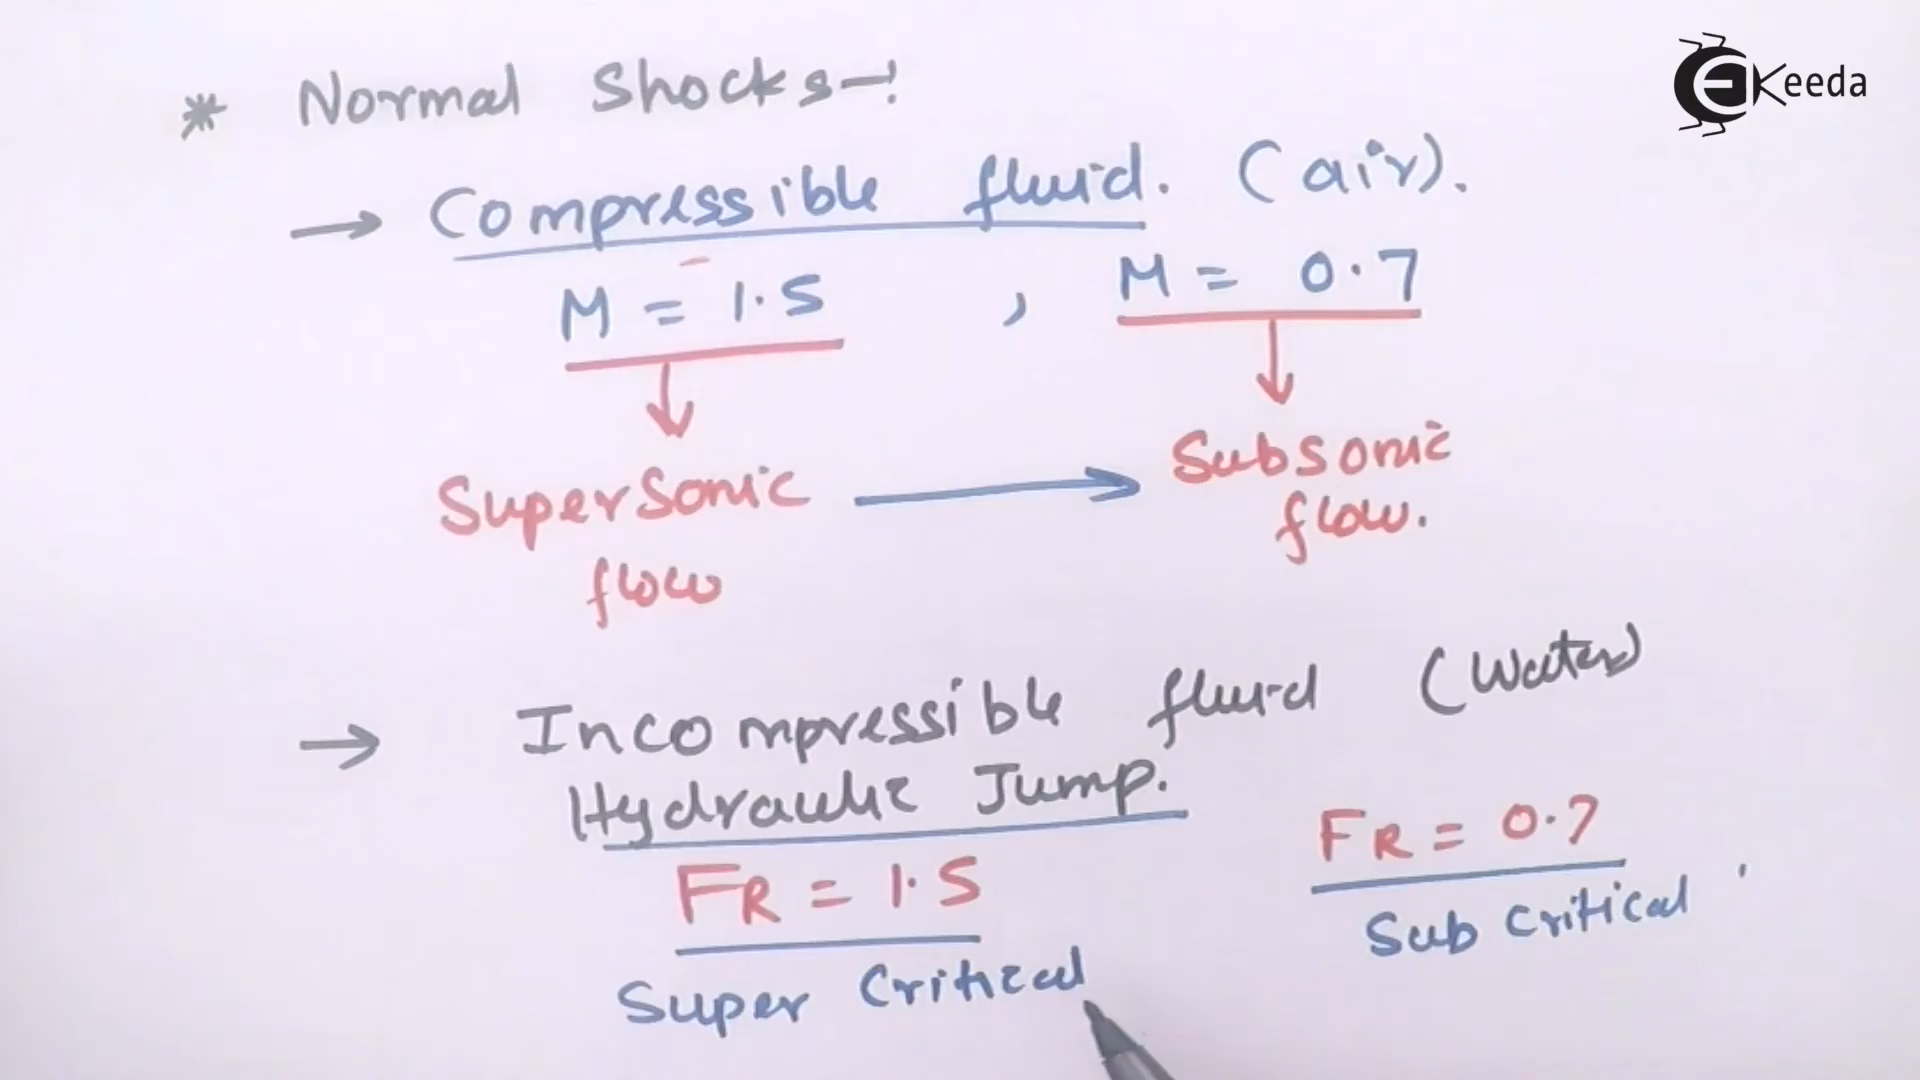 * Normal Shocks-!
EKeeda
→ Compressible fluid. (air).
M = 1.5 , M = 0.7
Supersonic → Subsonic
flow flow.
→ Incompressible fluid (Water)
Hydraulic Jump.
FR = 1.5 FR = 0.7
Super Critical Sub Critical